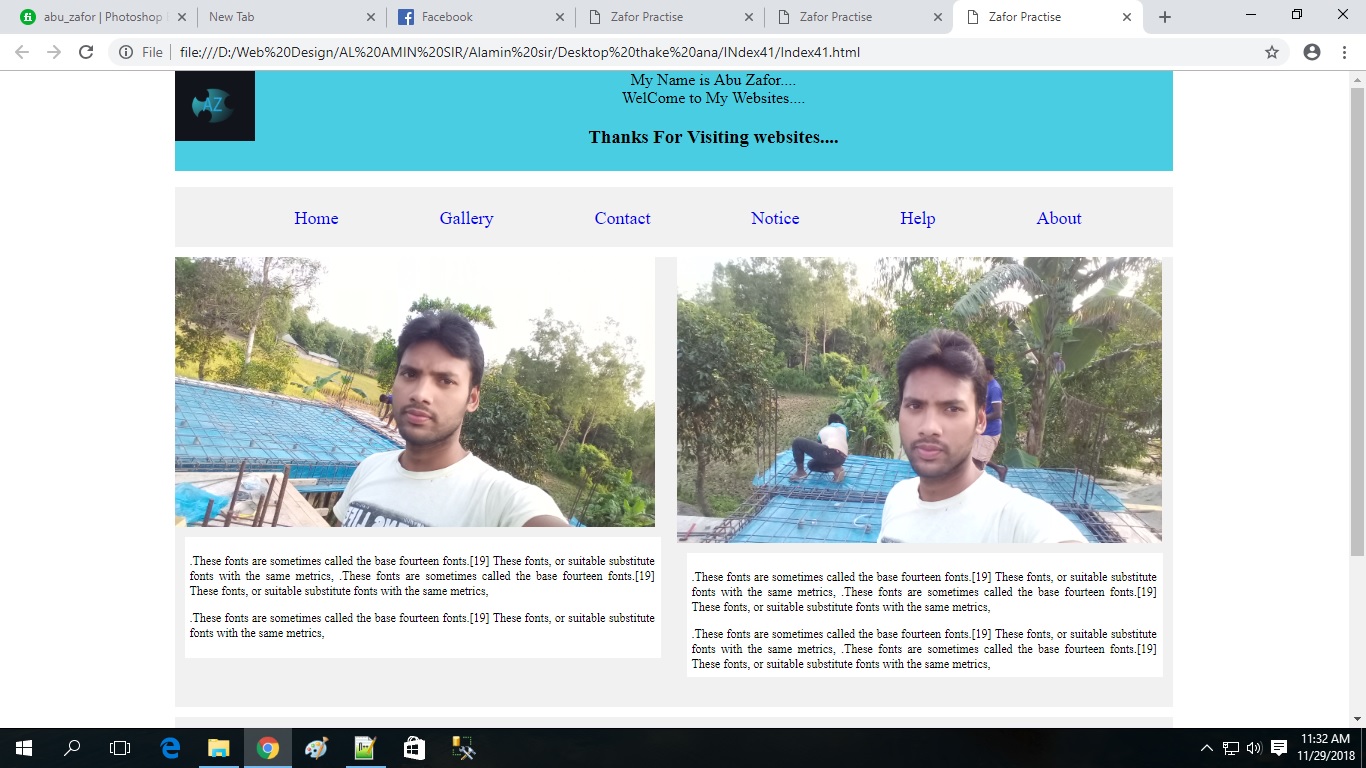 abu_zafor | Photoshop
New Tab
Facebook
Zafor Practise
Zafor Practise
Zafor Practise
File
file:///D:/Web%20Design/AL%20AMIN%20SIR/Alamin%20sir/Desktop%20thake%20ana/INdex41/Index41.html
AZ
My Name is Abu Zafor....
WelCome to My Websites....
Thanks For Visiting websites....
Home Gallery Contact Notice Help About
.These fonts are sometimes called the base fourteen fonts.[19] These fonts, or suitable substitute
fonts with the same metrics, .These fonts are sometimes called the base fourteen fonts.[19]
These fonts, or suitable substitute fonts with the same metrics,
.These fonts are sometimes called the base fourteen fonts.[19] These fonts, or suitable substitute
fonts with the same metrics,
.These fonts are sometimes called the base fourteen fonts.[19] These fonts, or suitable substitute
fonts with the same metrics, .These fonts are sometimes called the base fourteen fonts.[19]
These fonts, or suitable substitute fonts with the same metrics,
.These fonts are sometimes called the base fourteen fonts.[19] These fonts, or suitable substitute
fonts with the same metrics, .These fonts are sometimes called the base fourteen fonts.[19]
These fonts, or suitable substitute fonts with the same metrics,
11:32 AM
11/29/2018